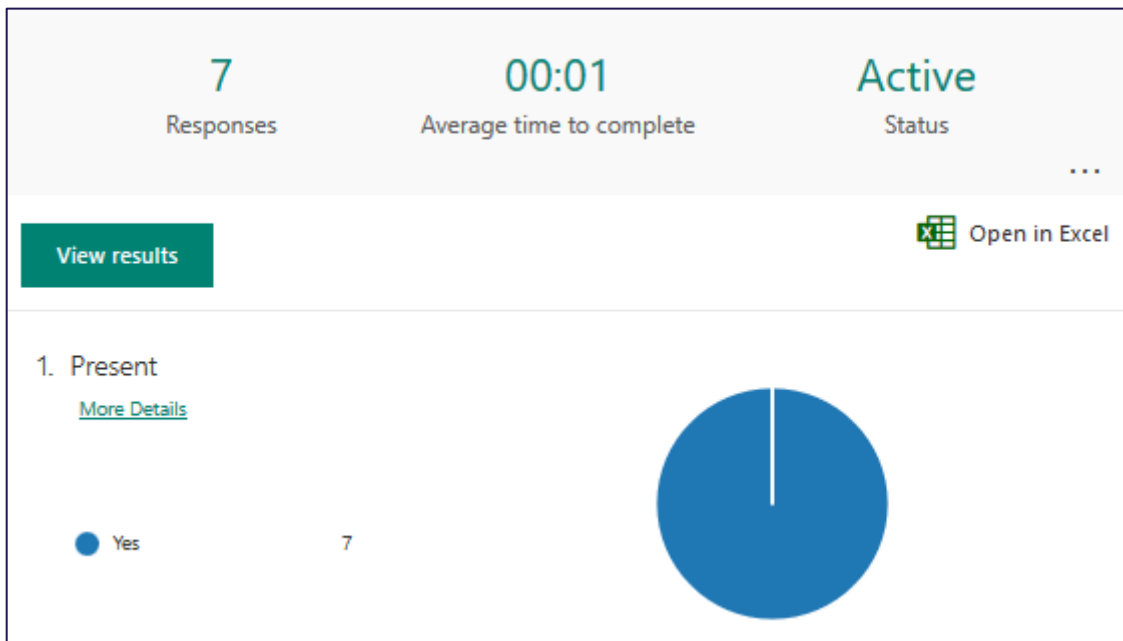 7 00:01 Active
Responses Average time to complete Status
...
View results
Open in Excel
1. Present
More Details
Yes 7